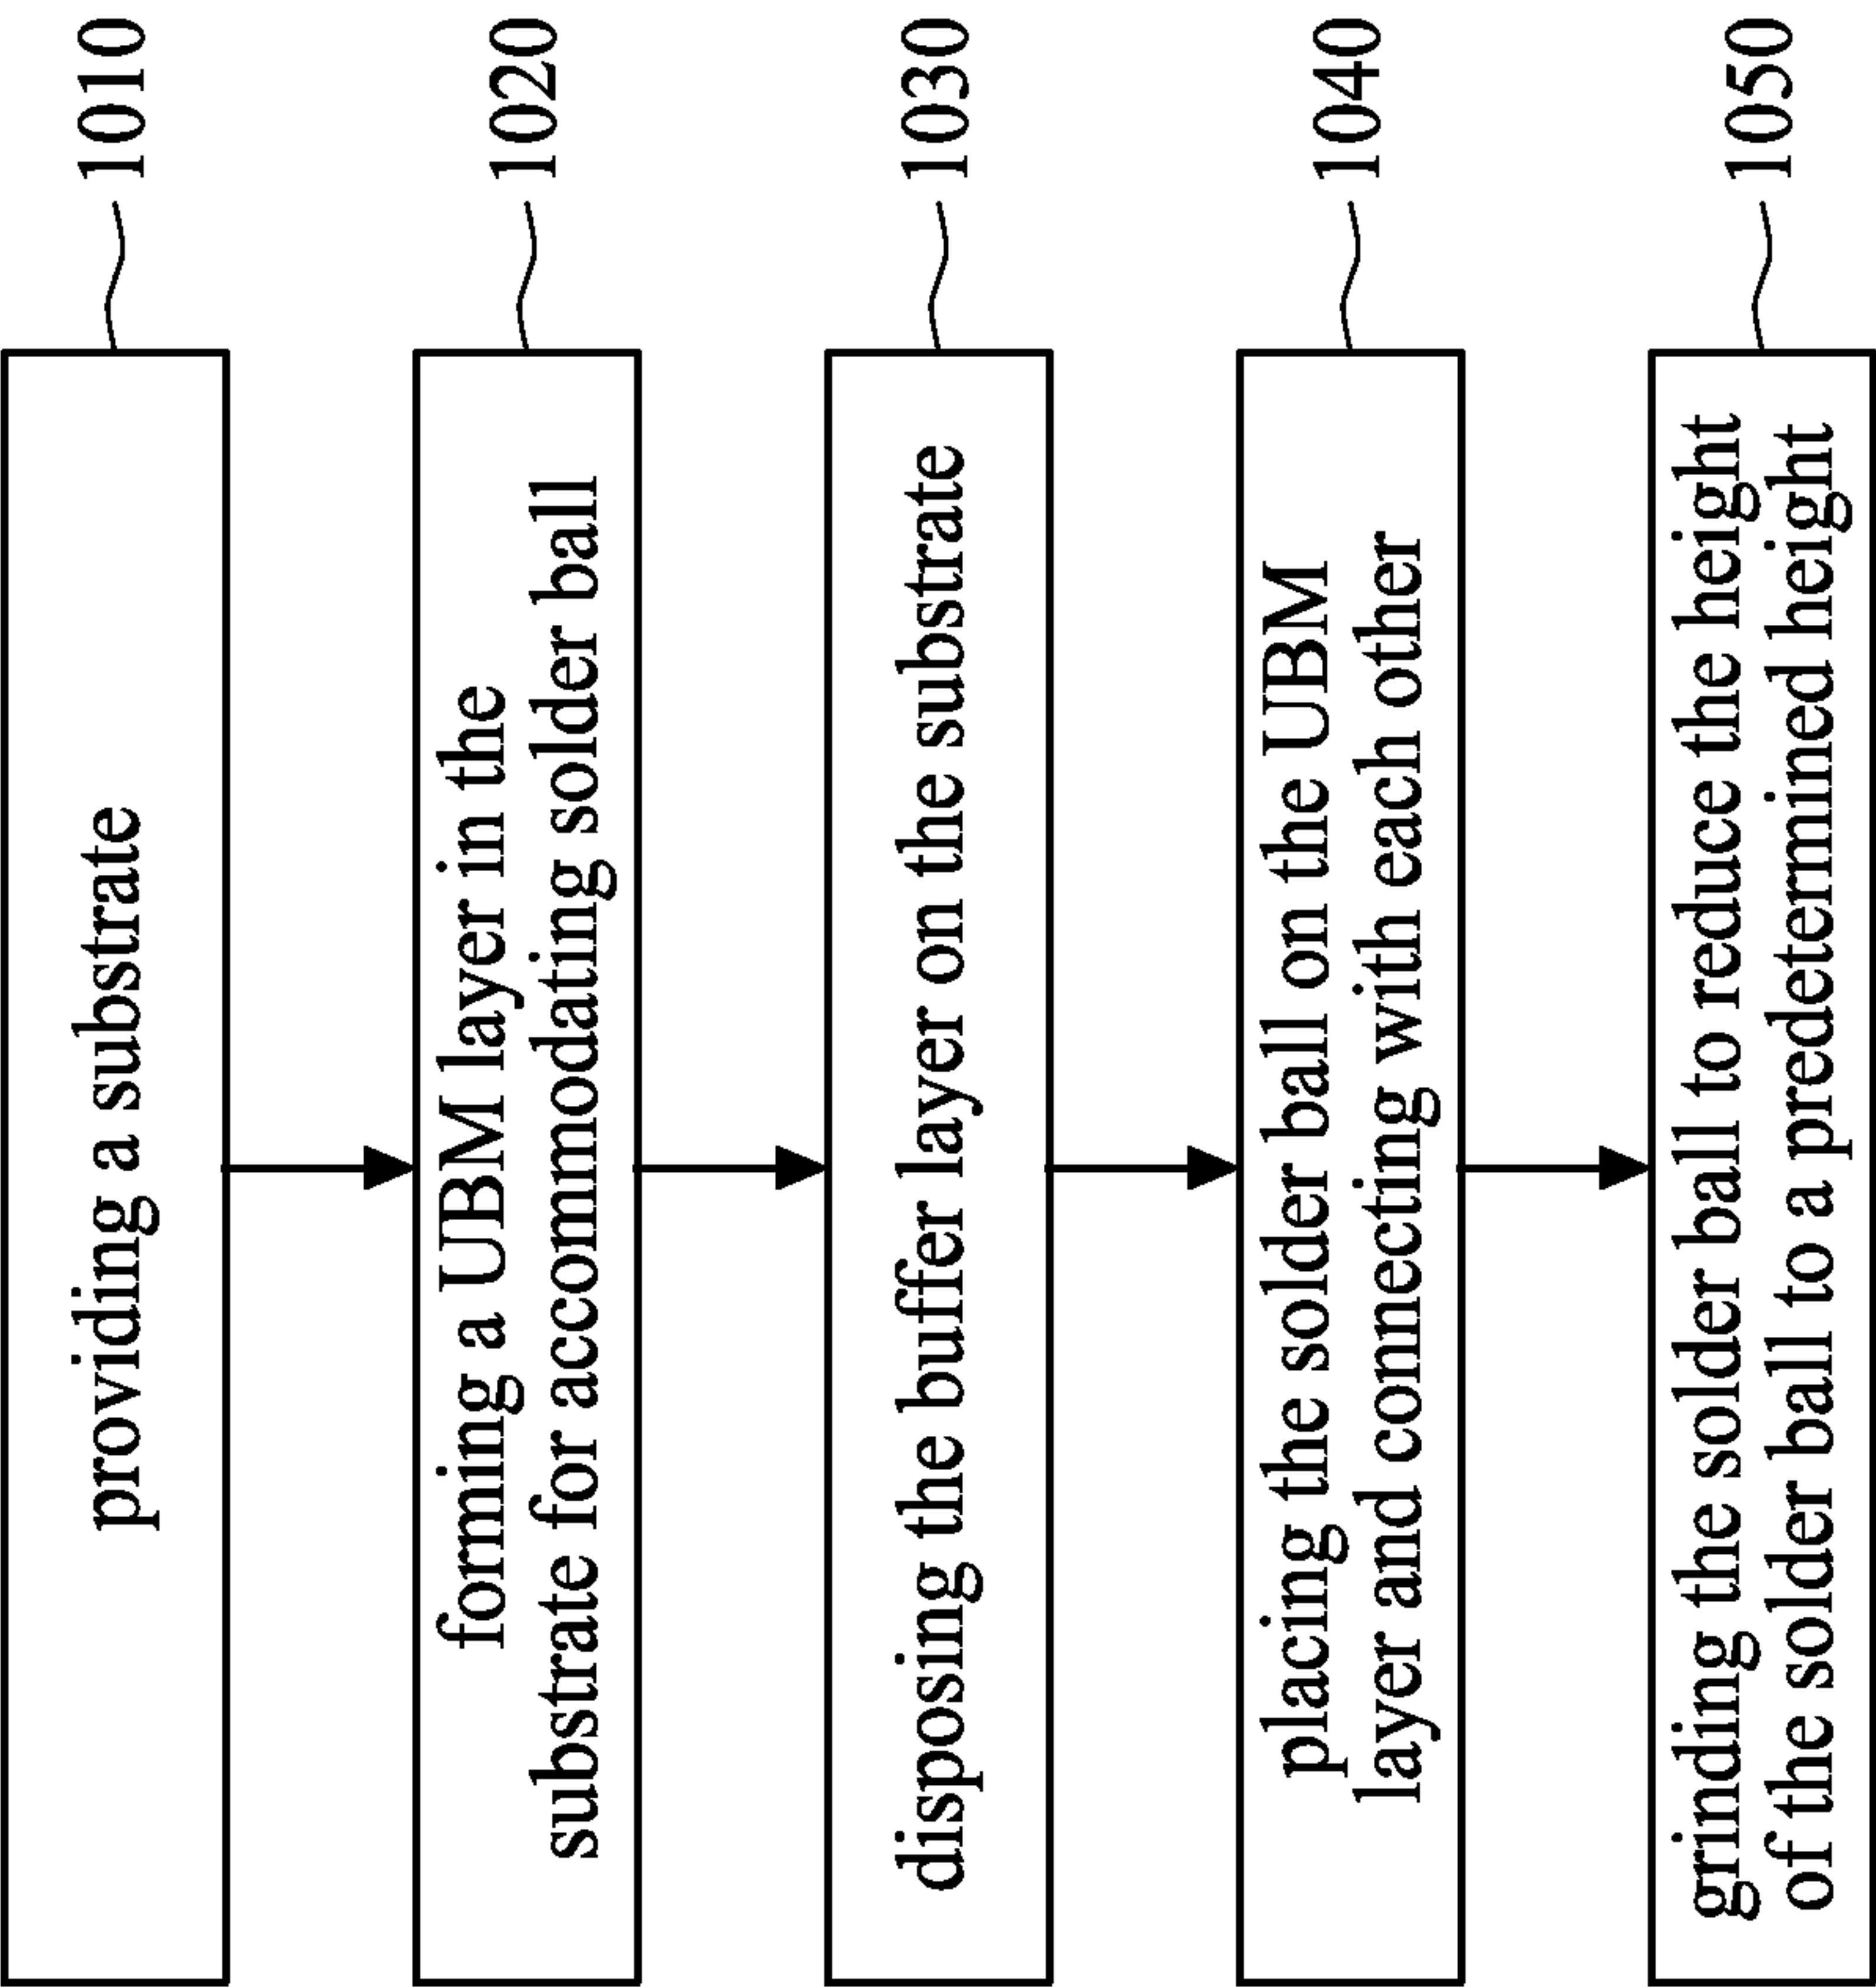 providing a substrate
1010
forming a UBM layer in the
substrate for accommodating solder ball
1020
disposing the buffer layer on the substrate
1030
placing the solder ball on the UBM
layer and connecting with each other
1040
grinding the solder ball to reduce the height
of the solder ball to a predetermined height
1050